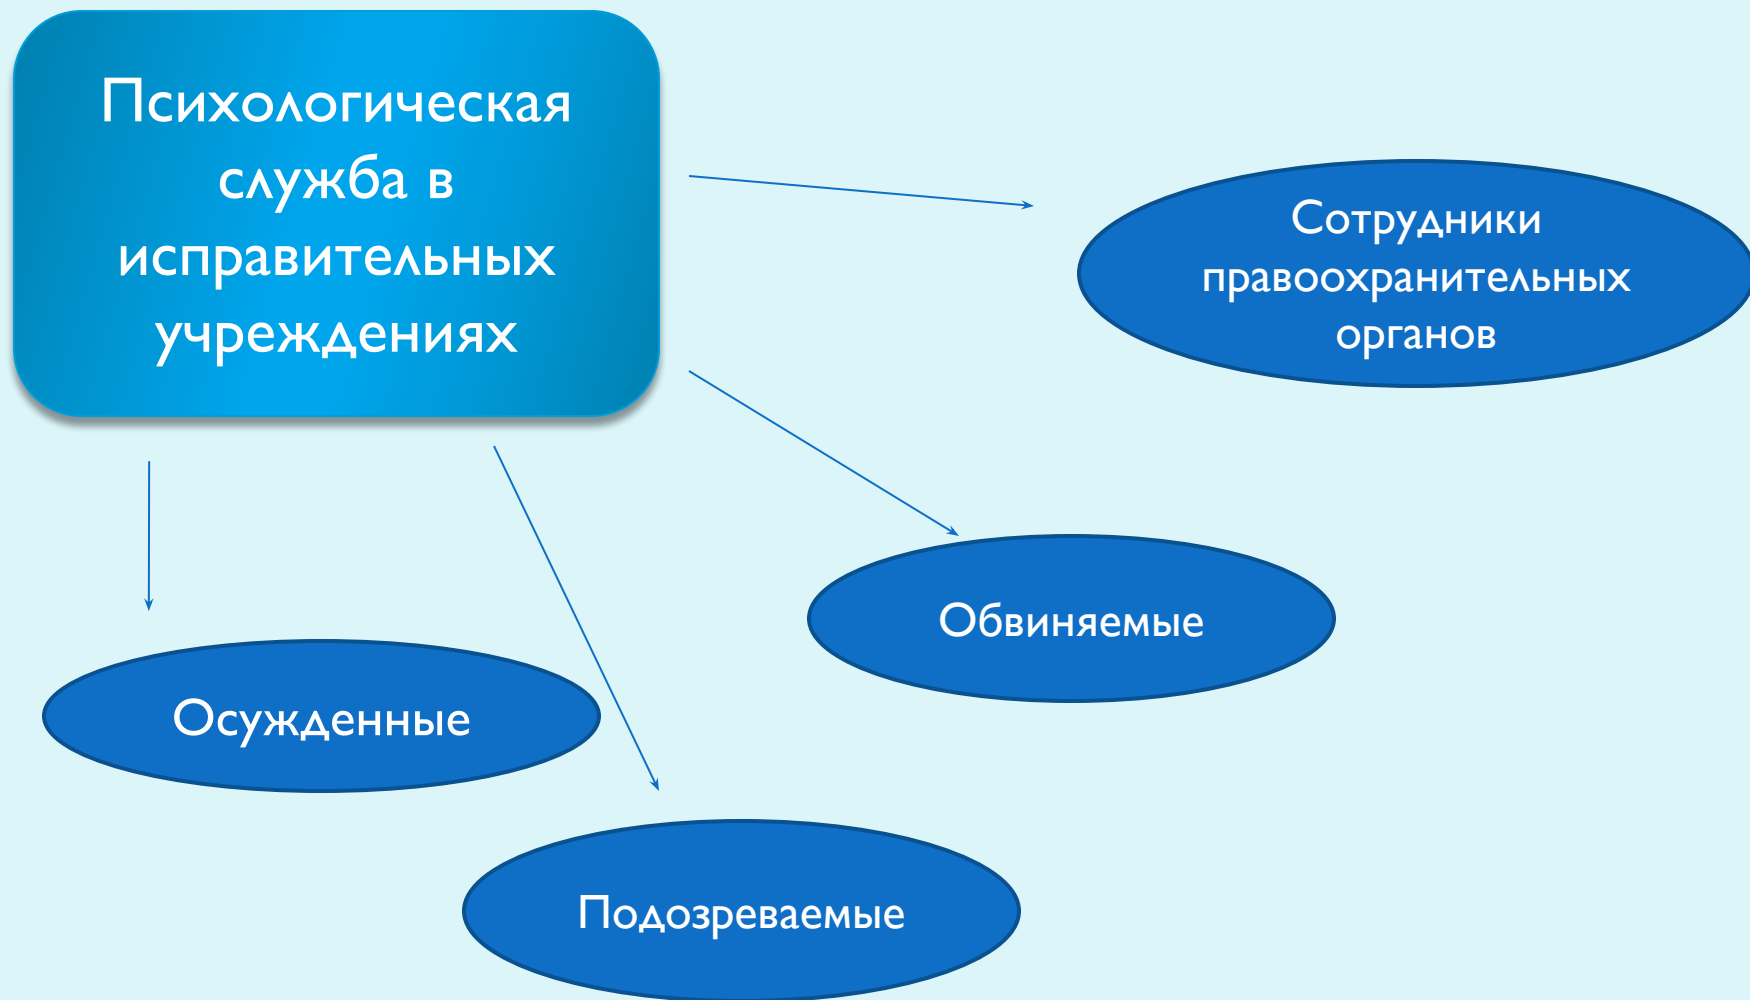 Психологическая
служба в
исправительных
учреждениях
Сотрудники
правоохранительных
органов
Обвиняемые
Осужденные
Подозреваемые